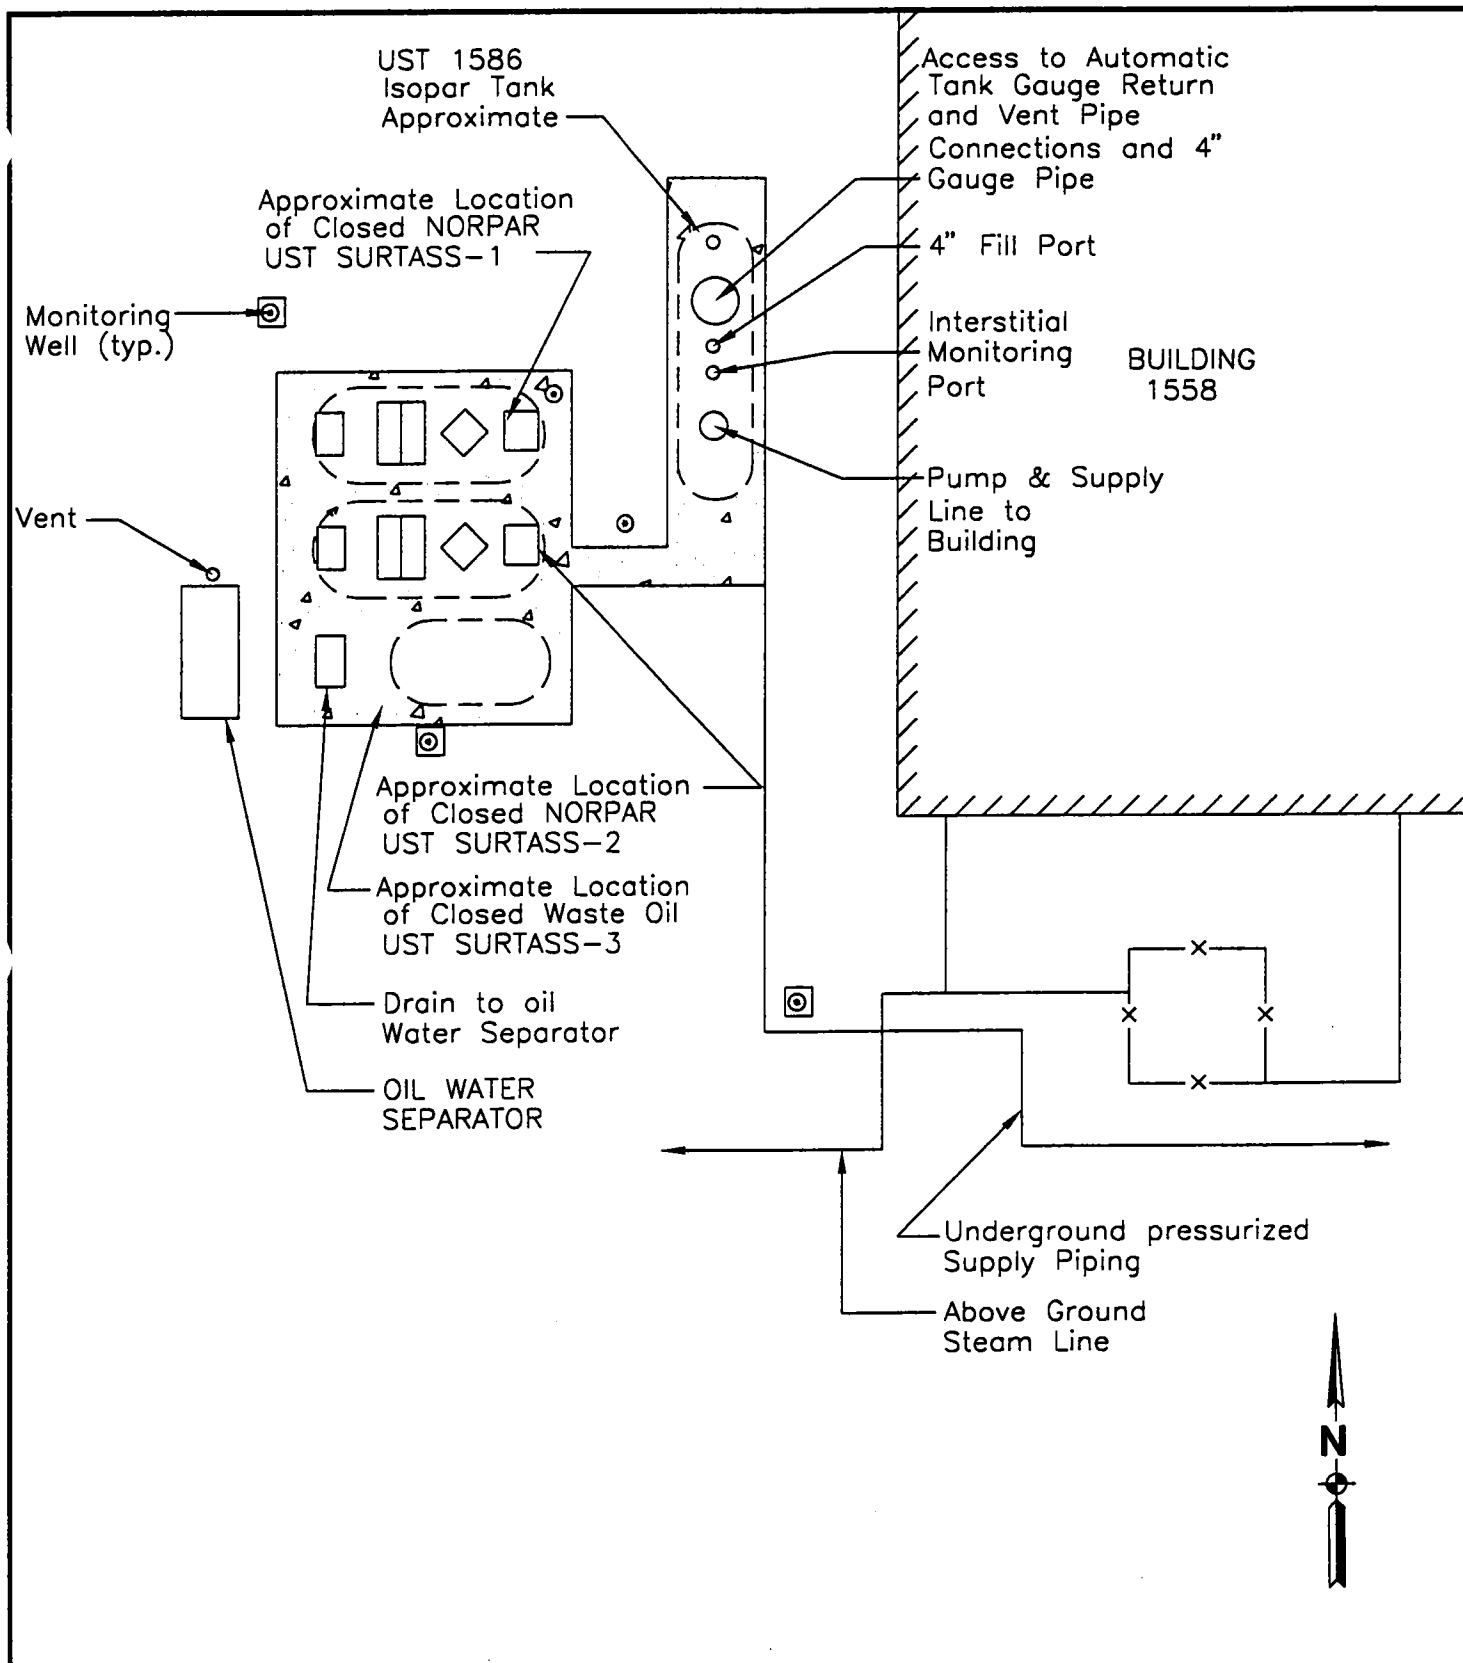 UST 1586
Isopar Tank
Approximate
Access to Automatic
Tank Gauge Return
and Vent Pipe
Connections and 4"
Gauge Pipe
Approximate Location
of Closed NORPAR
UST SURTASS-1
4" Fill Port
Monitoring
Well (typ.)
Interstitial
Monitoring
Port
BUILDING
1558
Pump & Supply
Line to
Building
Vent
Approximate Location
of Closed NORPAR
UST SURTASS-2
Approximate Location
of Closed Waste Oil
UST SURTASS-3
Drain to oil
Water Separator
OIL WATER
SEPARATOR
Underground pressurized
Supply Piping
Above Ground
Steam Line
N